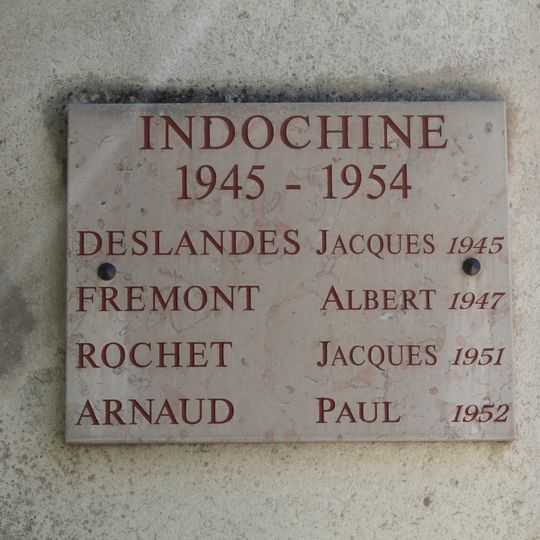 INDOCHINE
1945 - 1954
DESLANDES JACQUES 1945
FREMONT ALBERT 1947
ROCHET JACQUES 1951
ARNAUD PAUL 1952